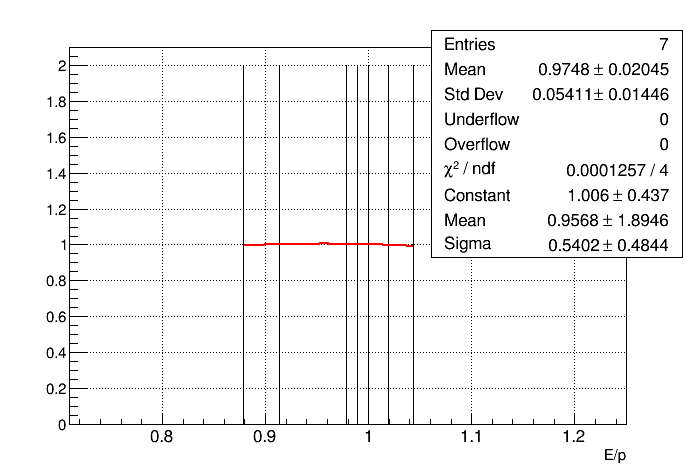 Entries 7
Mean 0.9748 ± 0.02045
Std Dev 0.05411± 0.01446
Underflow 0
Overflow 0
χ² / ndf 0.0001257 / 4
Constant 1.006 ± 0.437
Mean 0.9568 ± 1.8946
Sigma 0.5402 ± 0.4844
2
1.8
1.6
1.4
1.2
1
0.8
0.6
0.4
0.2
0
0.8 0.9 1 1.1 1.2
E/p